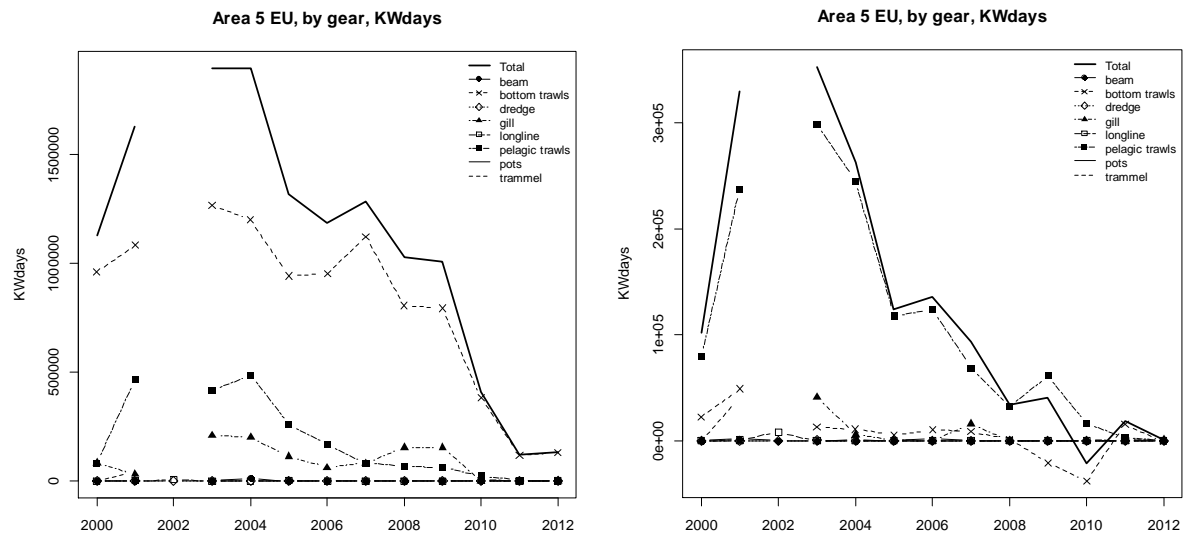 Area 5 EU, by gear, KWdays
KWdays
1500000
1000000
500000
0
Total
beam
bottom trawls
dredge
gill
longline
pelagic trawls
pots
trammel
2000 2002 2004 2006 2008 2010 2012
Area 5 EU, by gear, KWdays
KWdays
3e+05
2e+05
1e+05
0e+00
Total
beam
bottom trawls
dredge
gill
longline
pelagic trawls
pots
trammel
2000 2002 2004 2006 2008 2010 2012